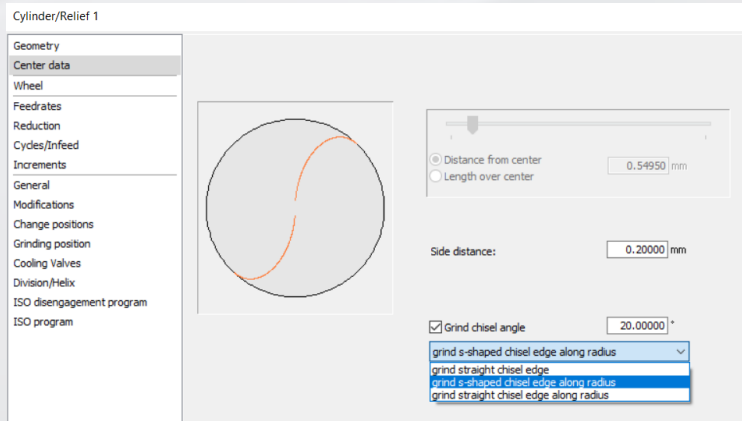 Cylinder/Relief 1
Geometry
Center data
Wheel
Feedrates
Reduction
Cycles/Infeed
Increments
General
Modifications
Change positions
Grinding position
Cooling Valves
Division/Helix
ISO disengagement program
ISO program
Distance from center
0.54950 mm
Length over center
Side distance:
0.20000 mm
Grind chisel angle
20.00000 °
grind s-shaped chisel edge along radius
grind straight chisel edge
grind s-shaped chisel edge along radius
grind straight chisel edge along radius